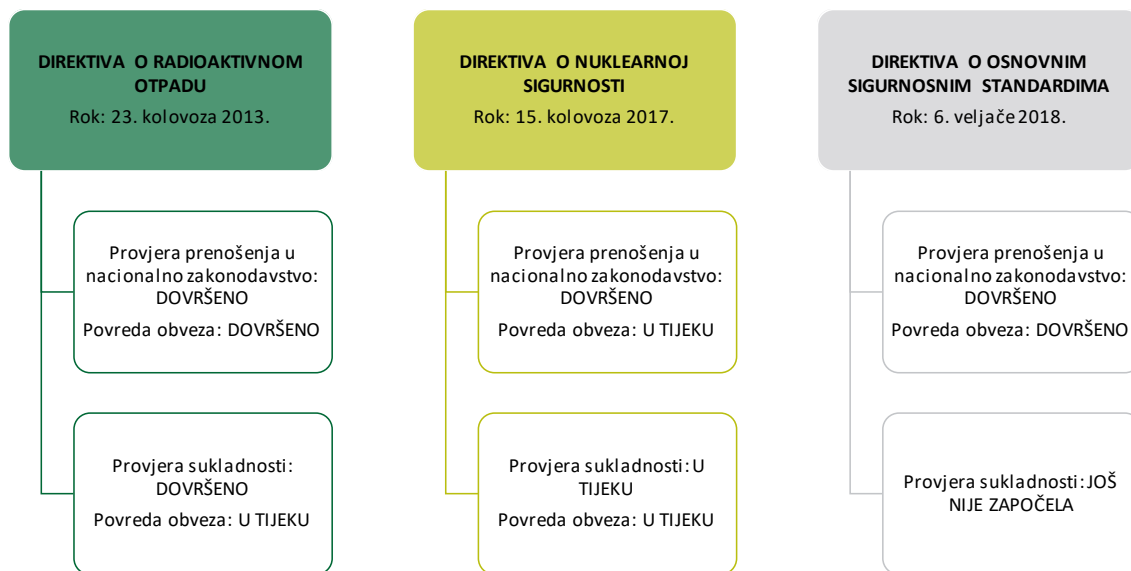 DIREKTIVA O RADIOAKTIVNOM
OTPADU
Rok: 23. kolovoza 2013.
Provjera prenošenja u
nacionalno zakonodavstvo:
DOVRŠENO
Povreda obveza: DOVRŠENO
Provjera sukladnosti:
DOVRŠENO
Povreda obveza: U TIJEKU
DIREKTIVA O NUKLEARNOJ
SIGURNOSTI
Rok: 15. kolovoza 2017.
Provjera prenošenja u
nacionalno zakonodavstvo:
DOVRŠENO
Povreda obveza: U TIJEKU
Provjera sukladnosti: U
TIJEKU
Povreda obveza: U TIJEKU
DIREKTIVA O OSNOVNIM
SIGURNOSNIM STANDARDIMA
Rok: 6. veljače 2018.
Provjera prenošenja u
nacionalno zakonodavstvo:
DOVRŠENO
Povreda obveza: DOVRŠENO
Provjera sukladnosti: JOŠ
NIJE ZAPOČELA